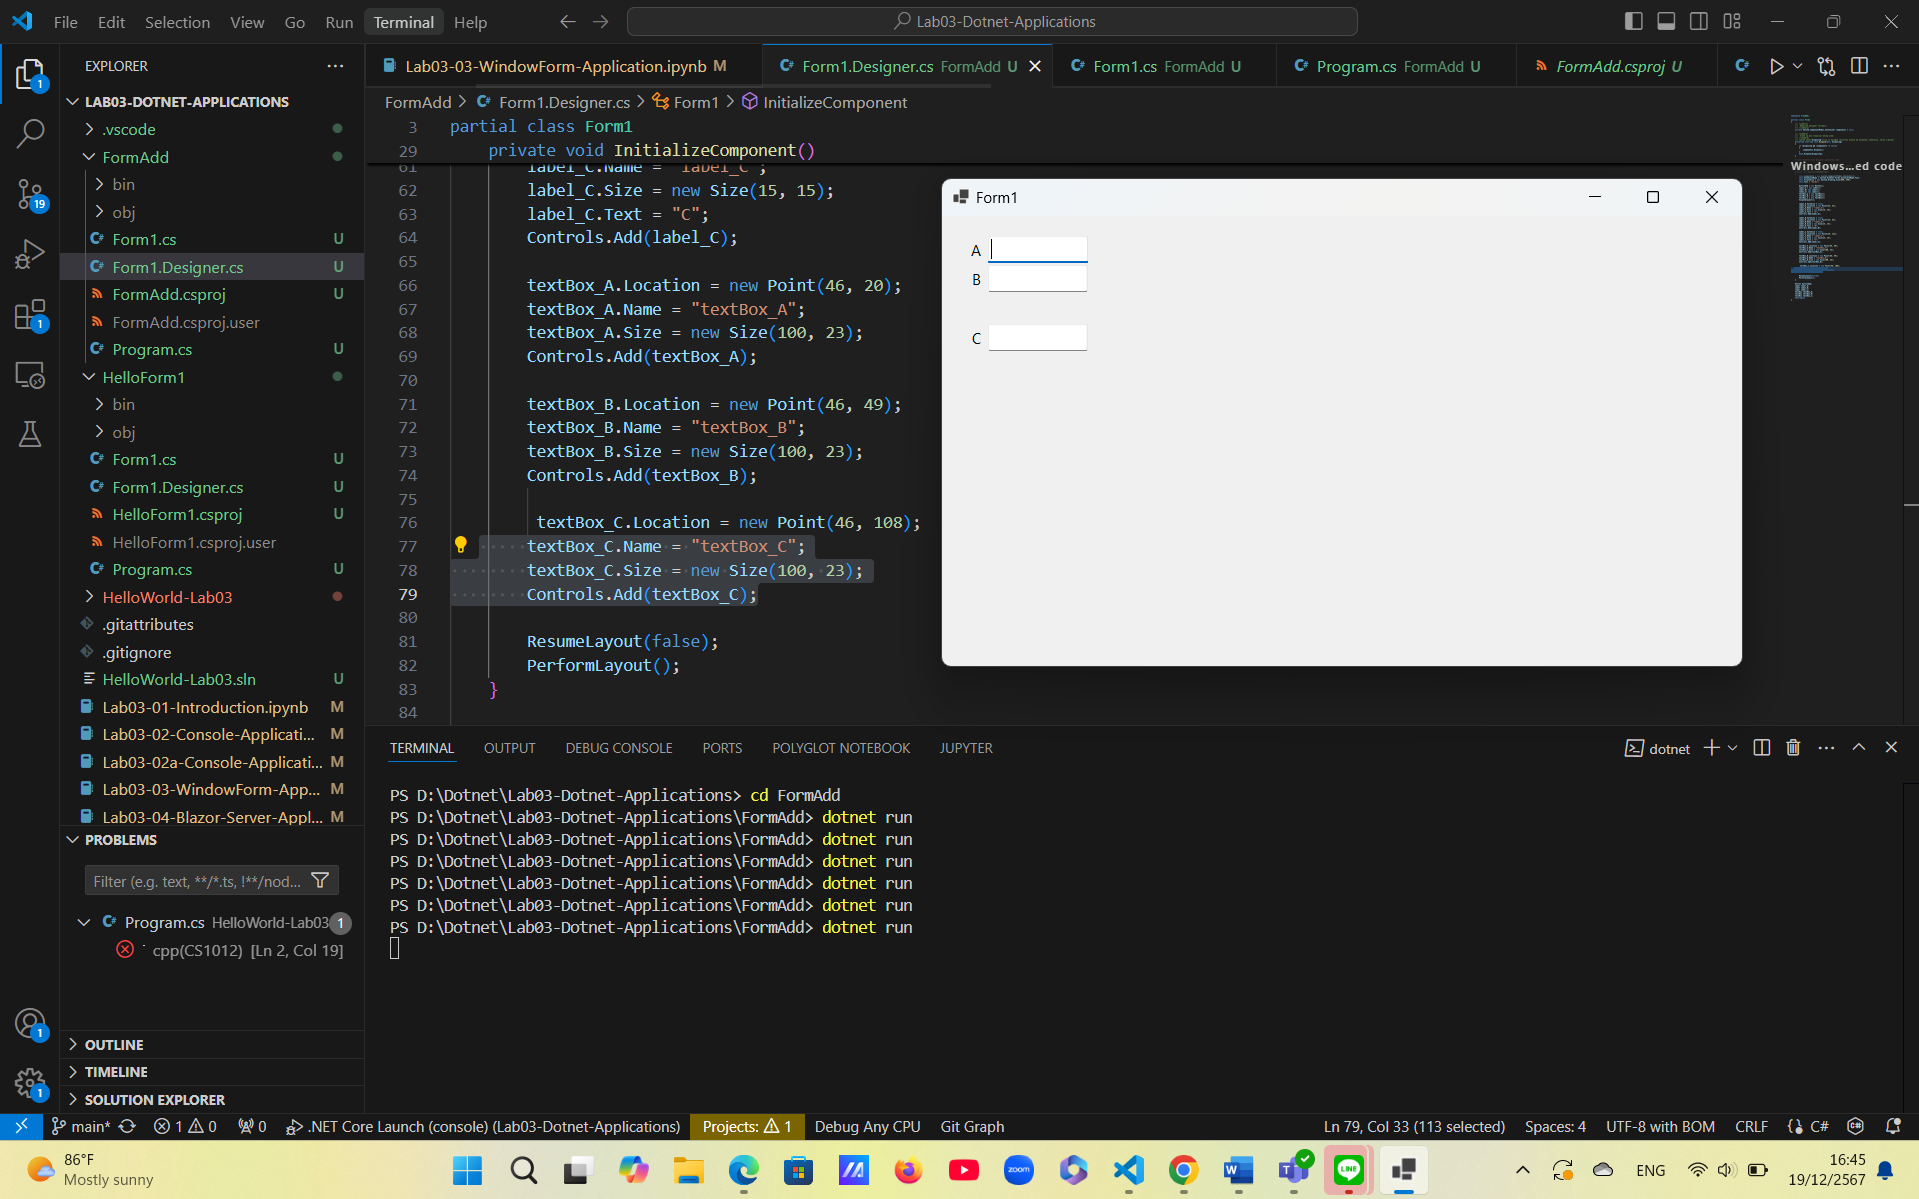 File Edit Selection View Go Run Terminal Help
Lab03-Dotnet-Applications
EXPLORER
LAB03-DOTNET-APPLICATIONS
.vscode
FormAdd
bin
obj
Form1.cs U
Form1.Designer.cs U
FormAdd.csproj U
FormAdd.csproj.user
Program.cs U
HelloForm1
bin
obj
Form1.cs U
Form1.Designer.cs U
HelloForm1.csproj U
HelloForm1.csproj.user
Program.cs U
HelloWorld-Lab03
.gitattributes
.gitignore
HelloWorld-Lab03.sln U
Lab03-01-Introduction.ipynb M
Lab03-02-Console-Applicati... M
Lab03-02a-Console-Applicati... M
Lab03-03-WindowForm-App... M
Lab03-04-Blazor-Server-Appl... M
PROBLEMS
Filter (e.g. text, **/*.ts, !**/nod...
Program.cs HelloWorld-Lab03 1
cpp(CS1012) [Ln 2, Col 19]
OUTLINE
TIMELINE
SOLUTION EXPLORER
Lab03-03-WindowForm-Application.ipynb M
Form1.Designer.cs FormAdd U
Form1.cs FormAdd U
Program.cs FormAdd U
FormAdd.csproj U
FormAdd > Form1.Designer.cs > Form1 > InitializeComponent
3 partial class Form1
29 private void InitializeComponent()
61 label_C.Name = "label_C";
62 label_C.Size = new Size(15, 15);
63 label_C.Text = "C";
64 Controls.Add(label_C);
65
66 textBox_A.Location = new Point(46, 20);
67 textBox_A.Name = "textBox_A";
68 textBox_A.Size = new Size(100, 23);
69 Controls.Add(textBox_A);
70
71 textBox_B.Location = new Point(46, 49);
72 textBox_B.Name = "textBox_B";
73 textBox_B.Size = new Size(100, 23);
74 Controls.Add(textBox_B);
75
76 textBox_C.Location = new Point(46, 108);
77 textBox_C.Name = "textBox_C";
78 textBox_C.Size = new Size(100, 23);
79 Controls.Add(textBox_C);
80
81 ResumeLayout(false);
82 PerformLayout();
83 }
84
Windows...ed code
Form1
A
B
C
TERMINAL OUTPUT DEBUG CONSOLE PORTS POLYGLOT NOTEBOOK JUPYTER
dotnet
PS D:\Dotnet\Lab03-Dotnet-Applications> cd FormAdd
PS D:\Dotnet\Lab03-Dotnet-Applications\FormAdd> dotnet run
PS D:\Dotnet\Lab03-Dotnet-Applications\FormAdd> dotnet run
PS D:\Dotnet\Lab03-Dotnet-Applications\FormAdd> dotnet run
PS D:\Dotnet\Lab03-Dotnet-Applications\FormAdd> dotnet run
PS D:\Dotnet\Lab03-Dotnet-Applications\FormAdd> dotnet run
PS D:\Dotnet\Lab03-Dotnet-Applications\FormAdd> dotnet run
main* 1 0 0 .NET Core Launch (console) (Lab03-Dotnet-Applications) Projects: 1 Debug Any CPU Git Graph
Ln 79, Col 33 (113 selected) Spaces: 4 UTF-8 with BOM CRLF C#
86°F
Mostly sunny
zoom
LINE
ENG
16:45
19/12/2567